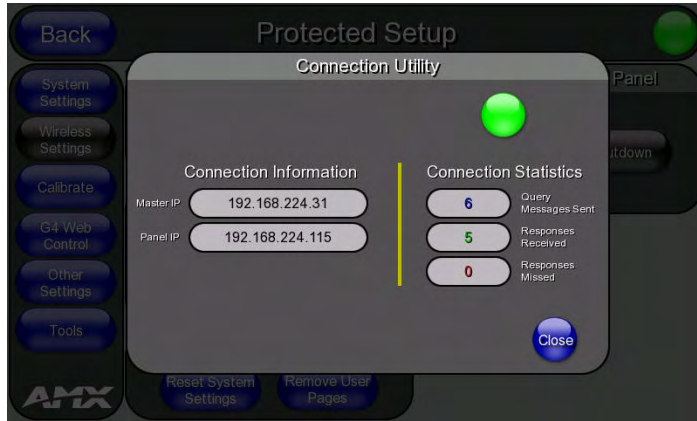 Back
Protected Setup
Connection Utility
System
Settings
Panel
Wireless
Settings
utdown
Connection Information
Connection Statistics
Calibrate
Master IP
192.168.224.31
6
Query
Messages Sent
G4 Web
Control
Panel IP
192.168.224.115
5
Responses
Received
Other
Settings
0
Responses
Missed
Tools
Close
Reset System
Settings
Remove User
Pages
AMX